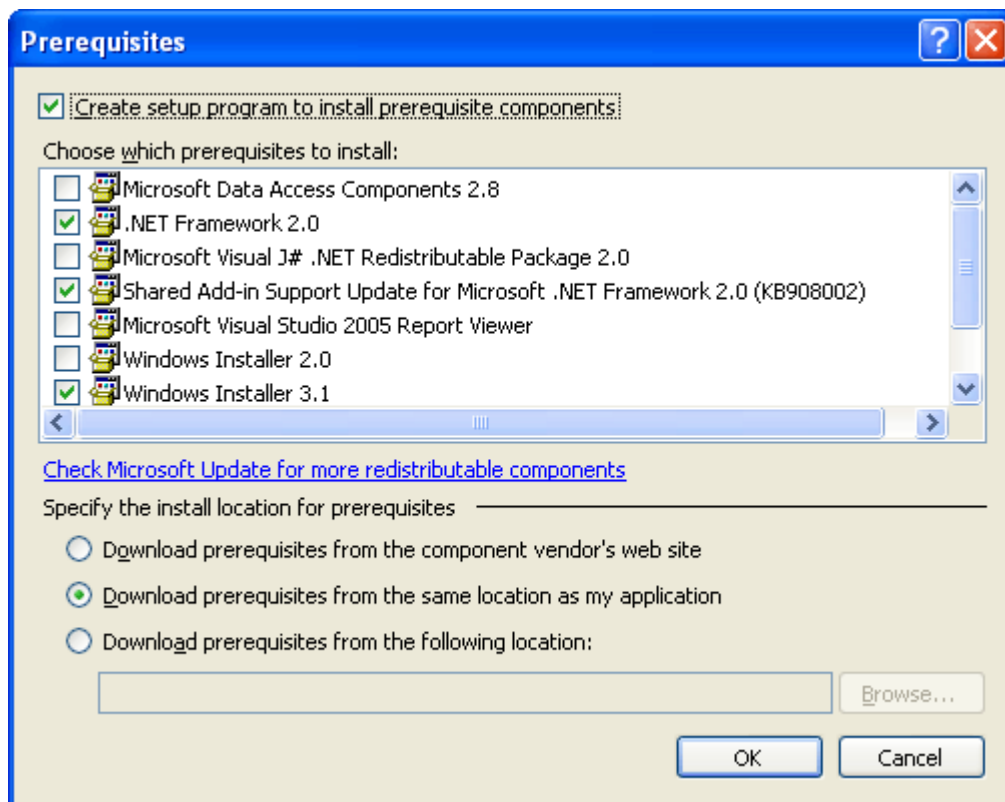 Prerequisites
Create setup program to install prerequisite components
Choose which prerequisites to install:
Microsoft Data Access Components 2.8
.NET Framework 2.0
Microsoft Visual J# .NET Redistributable Package 2.0
Shared Add-in Support Update for Microsoft .NET Framework 2.0 (KB908002)
Microsoft Visual Studio 2005 Report Viewer
Windows Installer 2.0
Windows Installer 3.1
Check Microsoft Update for more redistributable components
Specify the install location for prerequisites
Download prerequisites from the component vendor's web site
Download prerequisites from the same location as my application
Download prerequisites from the following location:
Browse...
OK Cancel